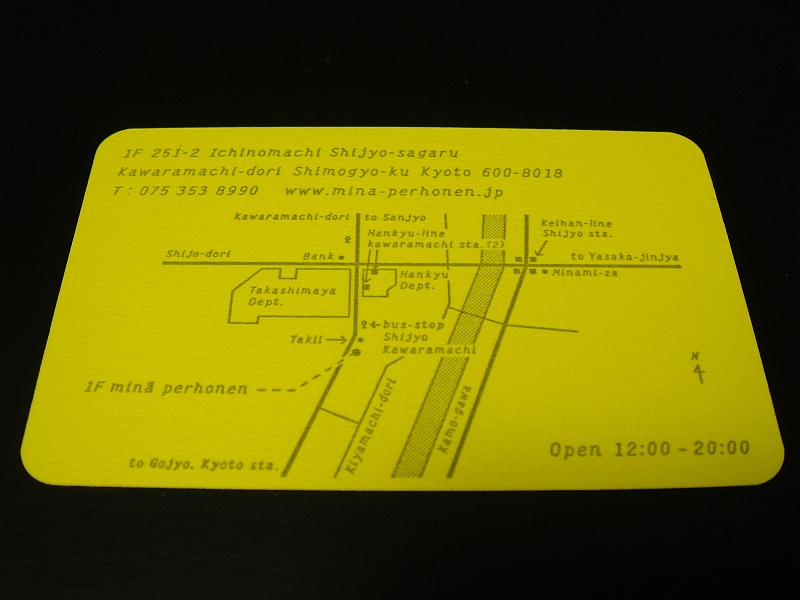 1F 251-2 Ichinomachi Shijyo-sagaru
Kawaramachi-dori Shimogyo-ku Kyoto 600-8018
T: 075 353 8990 www.mina-perhonen.jp
Kawaramachi-dori
to Sanjyo
Keihan-line
Shijyo sta.
Hankyu-line
kawaramachi sta.(2)
Shijo-dori
Bank
to Yasaka-jinjya
Minami-za
Takashimaya
Dept.
Hankyu
Dept.
bus-stop
Shijyo
Kawaramachi
Takii
N
1F minä perhonen
Kiyamachi-dori
Kamo-gawa
to Gojyo. Kyoto sta.
Open 12:00 - 20:00